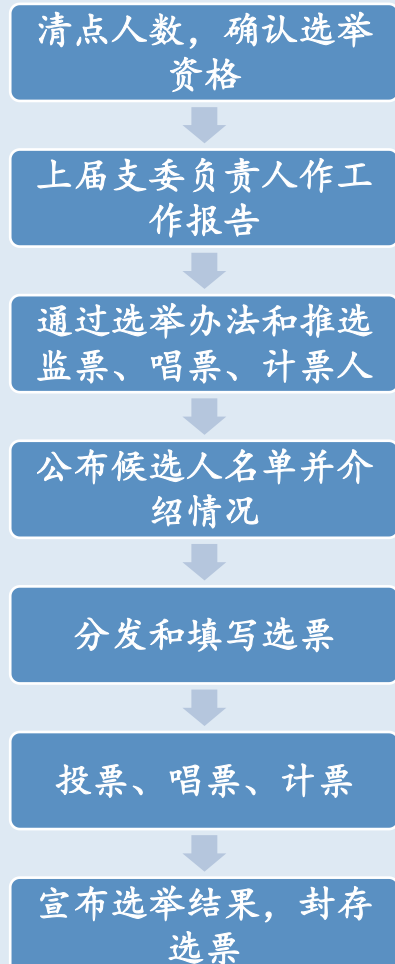 清点人数，确认选举
资格
上届支委负责人作工
作报告
通过选举办法和推选
监票、唱票、计票人
公布候选人名单并介
绍情况
分发和填写选票
投票、唱票、计票
宣布选举结果，封存
选票